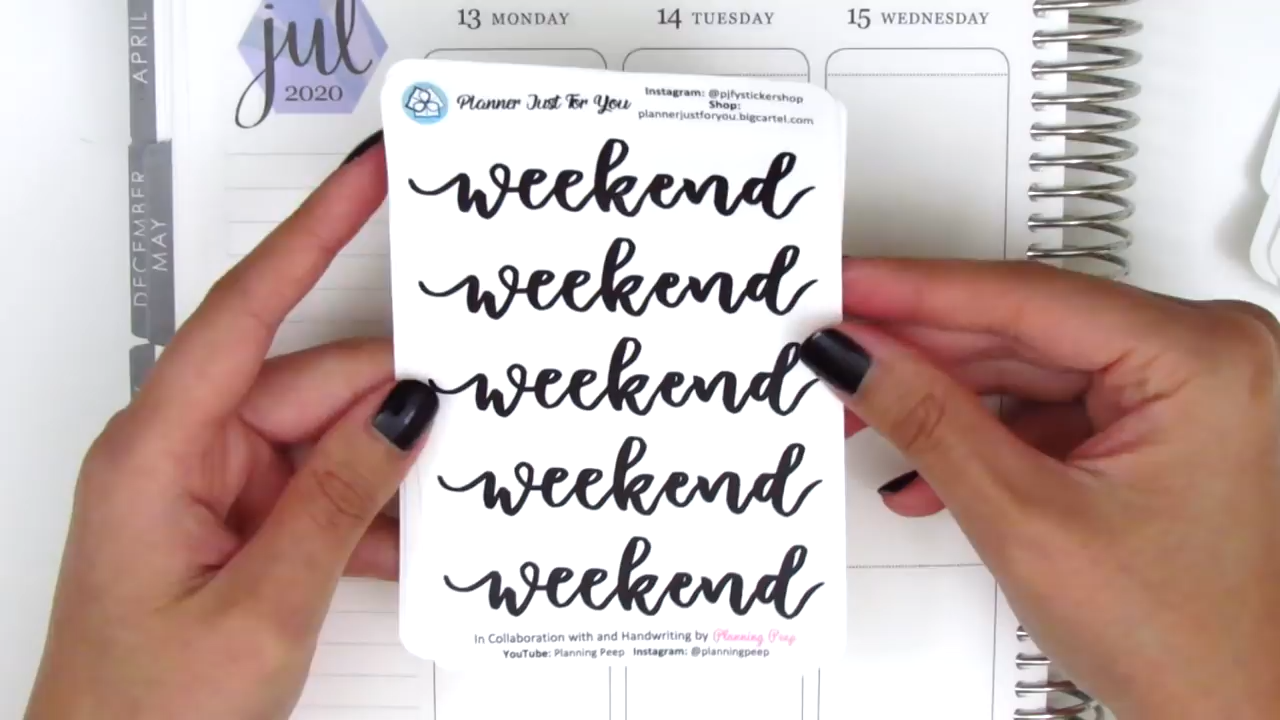 jul
2020
13 MONDAY
14 TUESDAY
15 WEDNESDAY
APRIL
DECEMBER
MAY
Planner Just For You
Instagram: @pjfystickershop
Shop:
plannerjustforyou.bigcartel.com
weekend
weekend
weekend
weekend
weekend
In Collaboration with and Handwriting by Planning Peep
YouTube: Planning Peep Instagram: @planningpeep